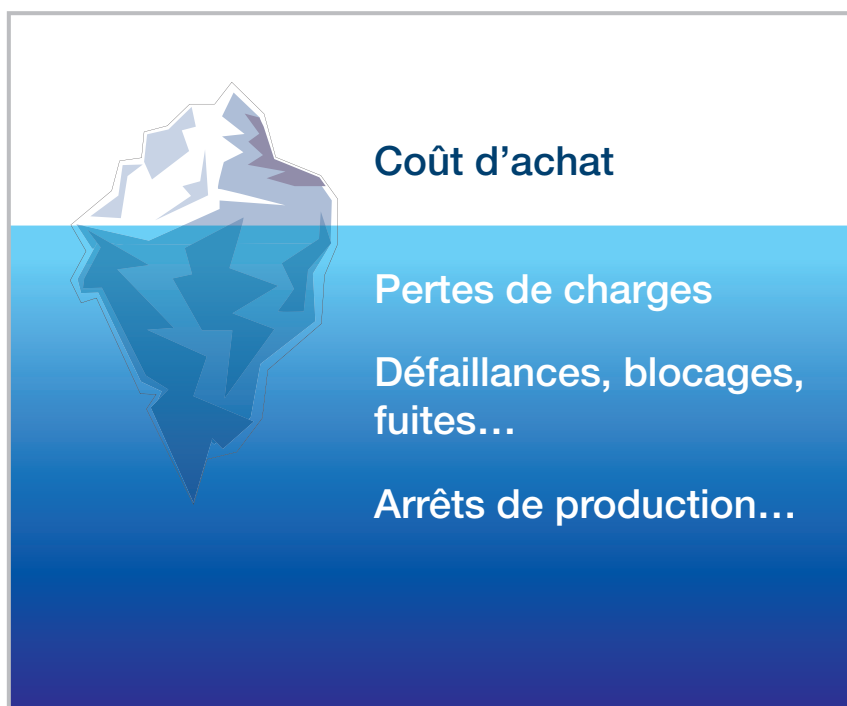 Coût d’achat
Pertes de charges
Défaillances, blocages,
fuites…
Arrêts de production…